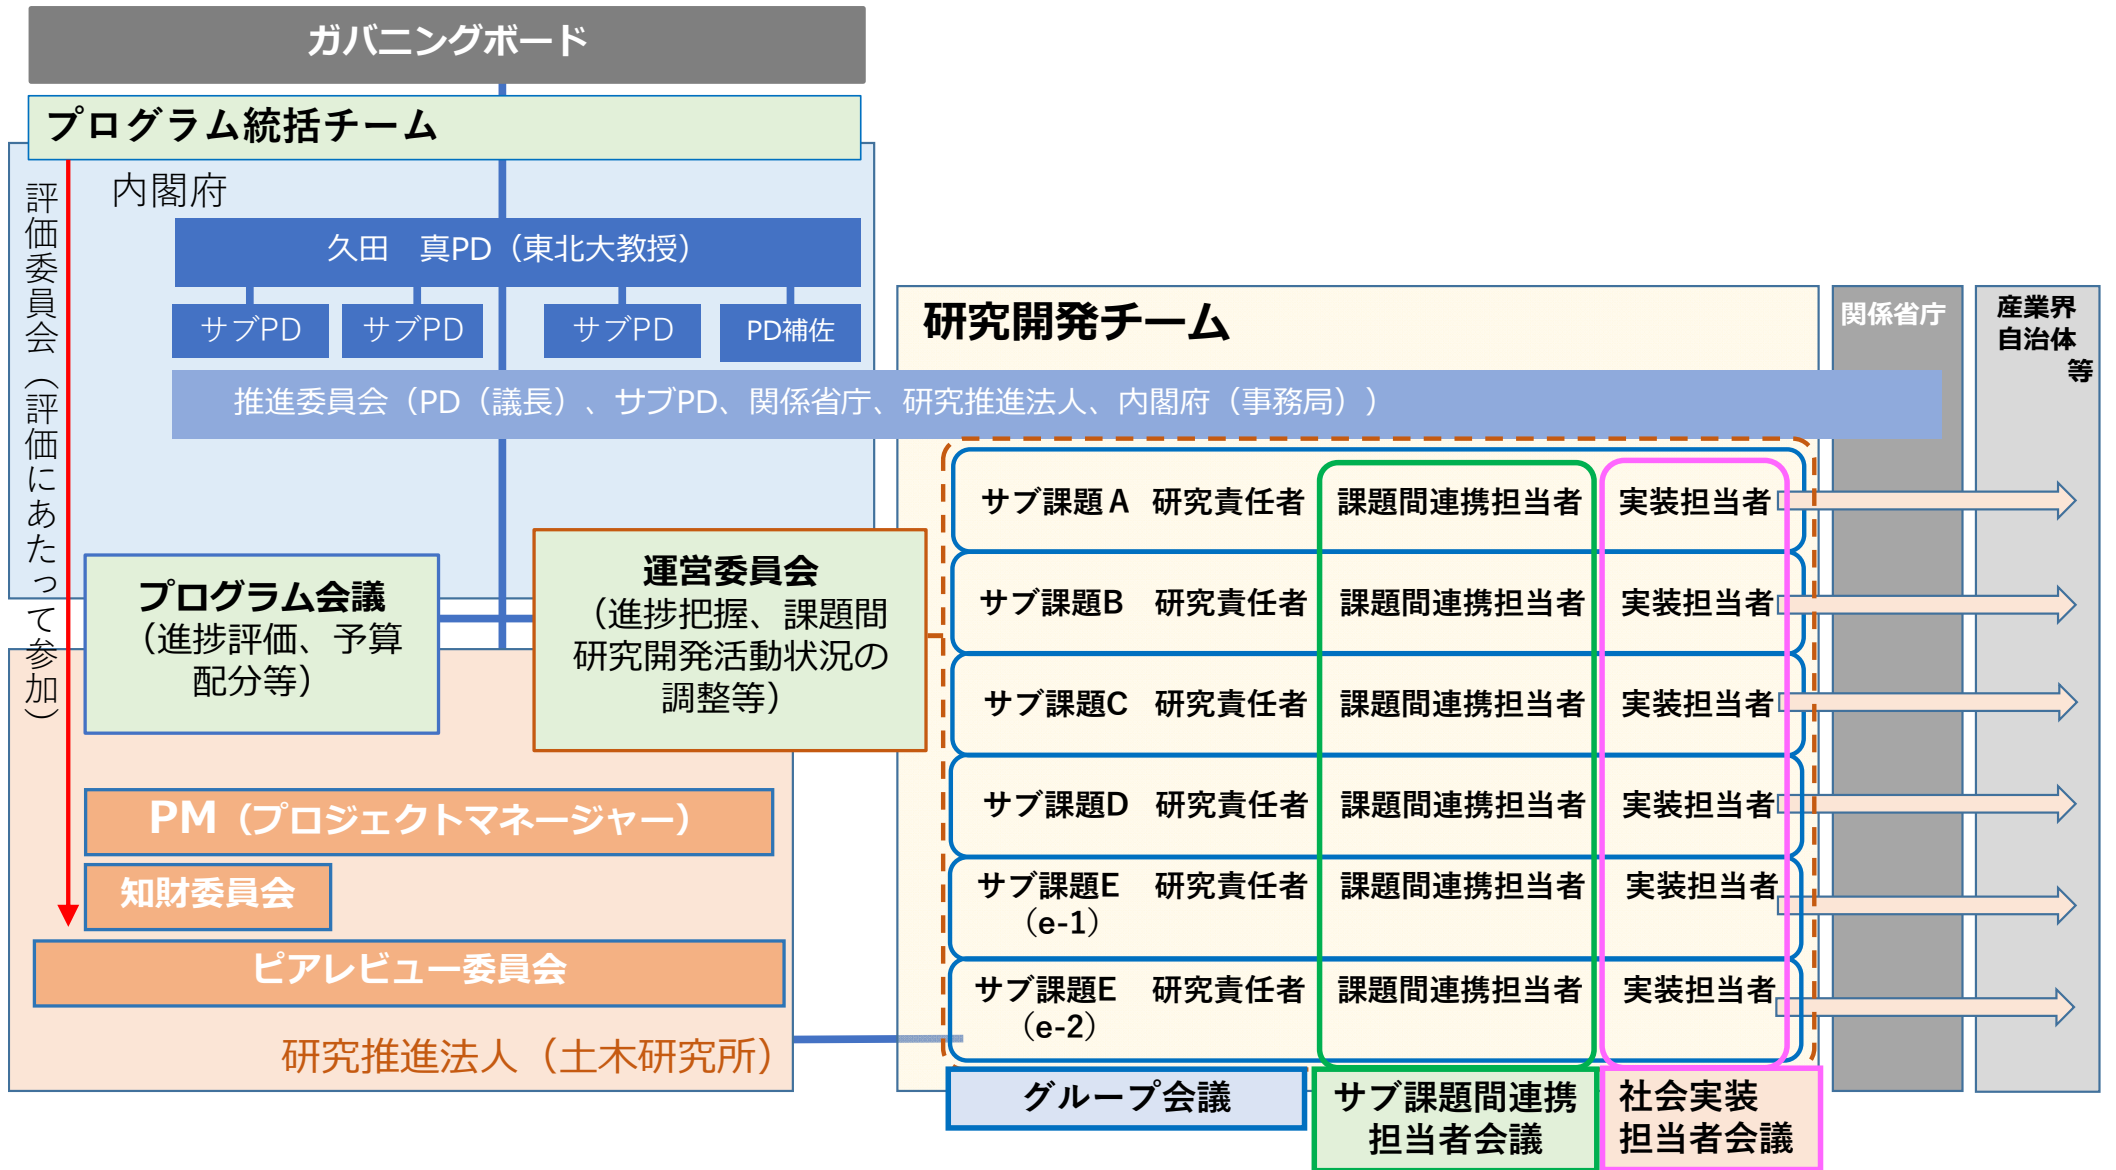 ガバニングボード
プログラム統括チーム
内閣府
評価委員会（評価にあたって参加）
久田　真PD（東北大教授）
サブPD
サブPD
サブPD
PD補佐
推進委員会（PD（議長）、サブPD、関係省庁、研究推進法人、内閣府（事務局））
プログラム会議
（進捗評価、予算
配分等）
運営委員会
（進捗把握、課題間
研究開発活動状況の
調整等）
PM（プロジェクトマネージャー）
知財委員会
ピアレビュー委員会
研究推進法人（土木研究所）
研究開発チーム
サブ課題A 研究責任者 課題間連携担当者 実装担当者
サブ課題B 研究責任者 課題間連携担当者 実装担当者
サブ課題C 研究責任者 課題間連携担当者 実装担当者
サブ課題D 研究責任者 課題間連携担当者 実装担当者
サブ課題E 研究責任者 課題間連携担当者 実装担当者
（e-1）
サブ課題E 研究責任者 課題間連携担当者 実装担当者
（e-2）
グループ会議
サブ課題間連携
担当者会議
社会実装
担当者会議
関係省庁
産業界
自治体
等